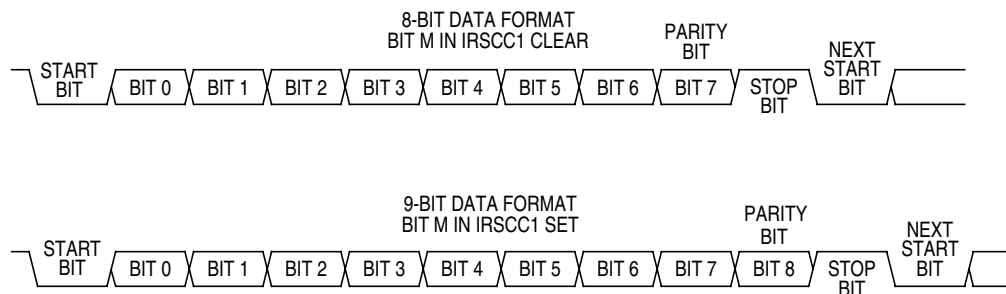 8-BIT DATA FORMAT
BIT M IN IRSCC1 CLEAR
PARITY
BIT
START
BIT
BIT 0
BIT 1
BIT 2
BIT 3
BIT 4
BIT 5
BIT 6
BIT 7
STOP
BIT
NEXT
START
BIT
9-BIT DATA FORMAT
BIT M IN IRSCC1 SET
PARITY
BIT
START
BIT
BIT 0
BIT 1
BIT 2
BIT 3
BIT 4
BIT 5
BIT 6
BIT 7
BIT 8
STOP
BIT
NEXT
START
BIT